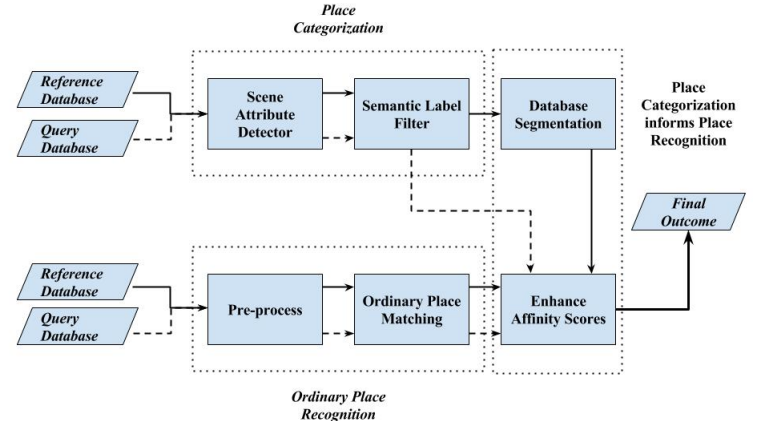 Place
Categorization
Reference
Database
Query
Database
Scene
Attribute
Detector
Semantic Label
Filter
Database
Segmentation
Place
Categorization
informs Place
Recognition
Final
Outcome
Reference
Database
Query
Database
Pre-process
Ordinary Place
Matching
Enhance
Affinity Scores
Ordinary Place
Recognition